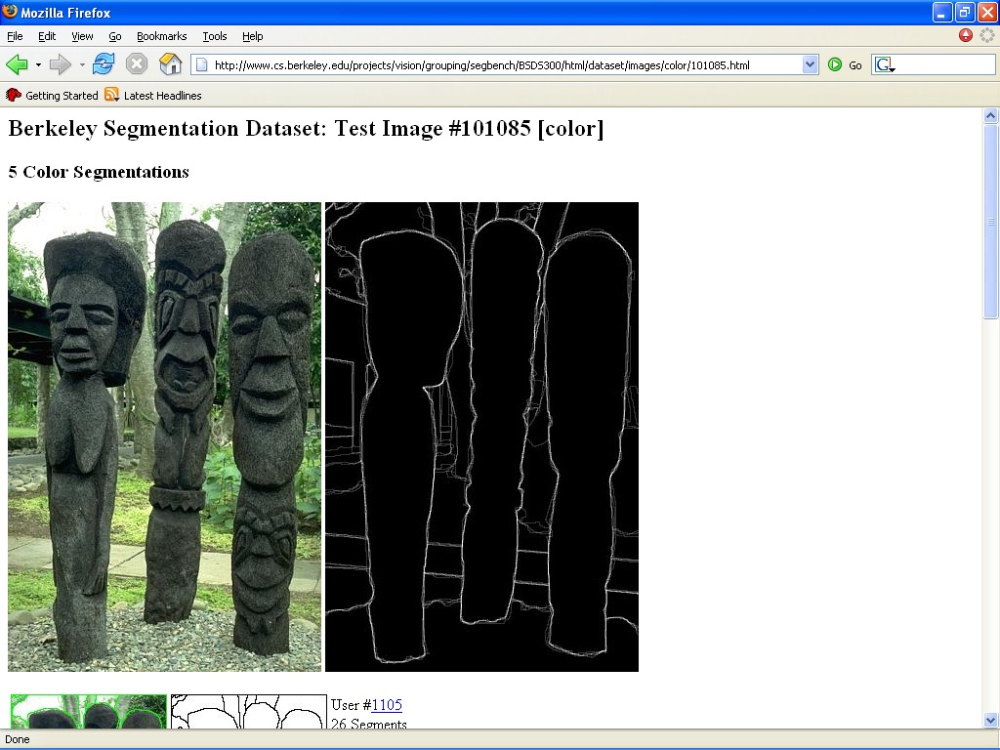 Mozilla Firefox
File Edit View Go Bookmarks Tools Help
http://www.cs.berkeley.edu/projects/vision/grouping/segbench/BSDS300/html/dataset/images/color/101085.html Go G
Getting Started Latest Headlines
Berkeley Segmentation Dataset: Test Image #101085 [color]
5 Color Segmentations
User #1105
26 Segments
Done